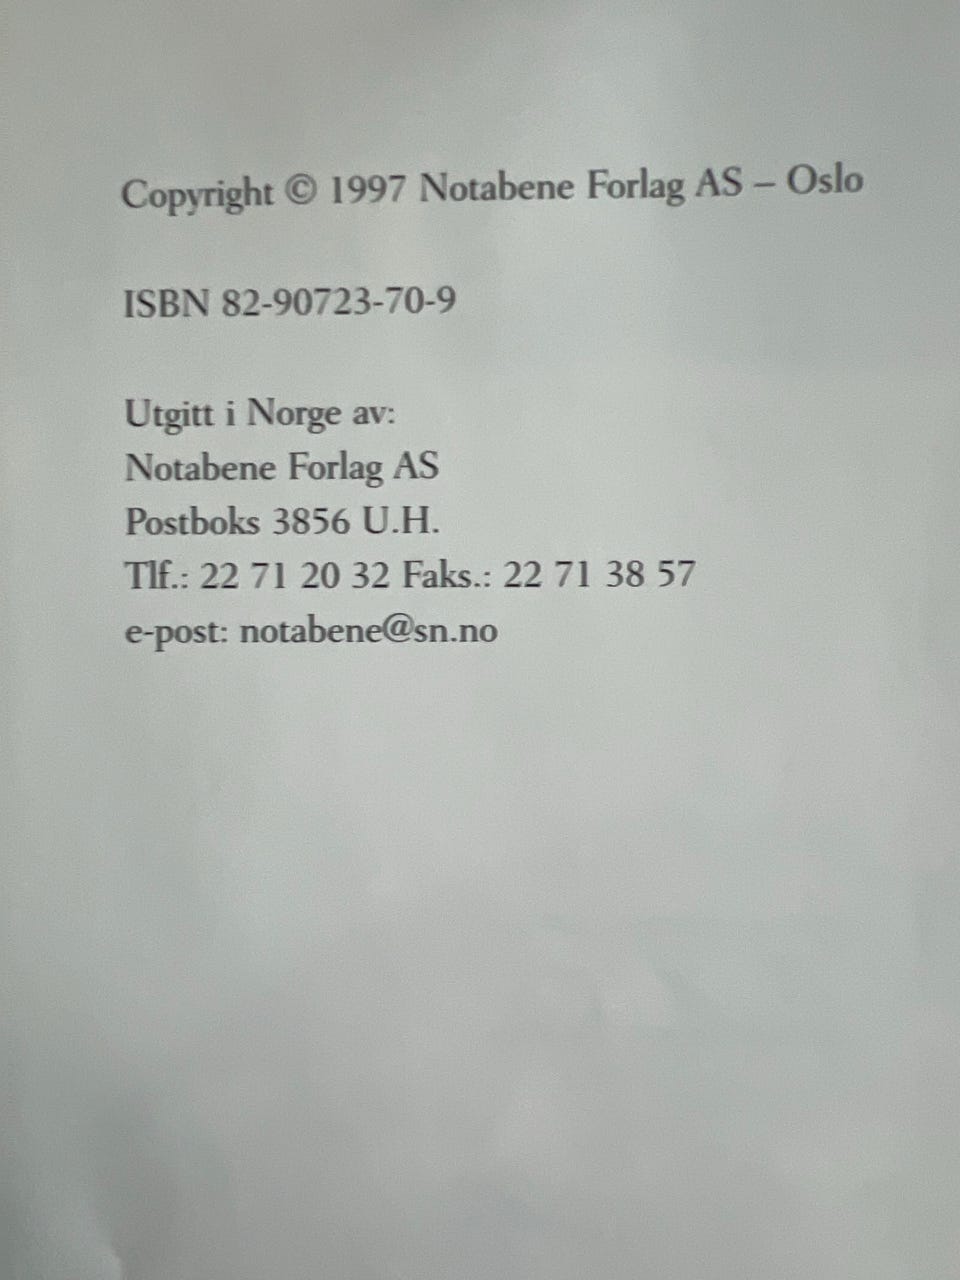 Copyright © 1997 Notabene Forlag AS – Oslo
ISBN 82-90723-70-9
Utgitt i Norge av:
Notabene Forlag AS
Postboks 3856 U.H.
Tlf.: 22 71 20 32 Faks.: 22 71 38 57
e-post: notabene@sn.no